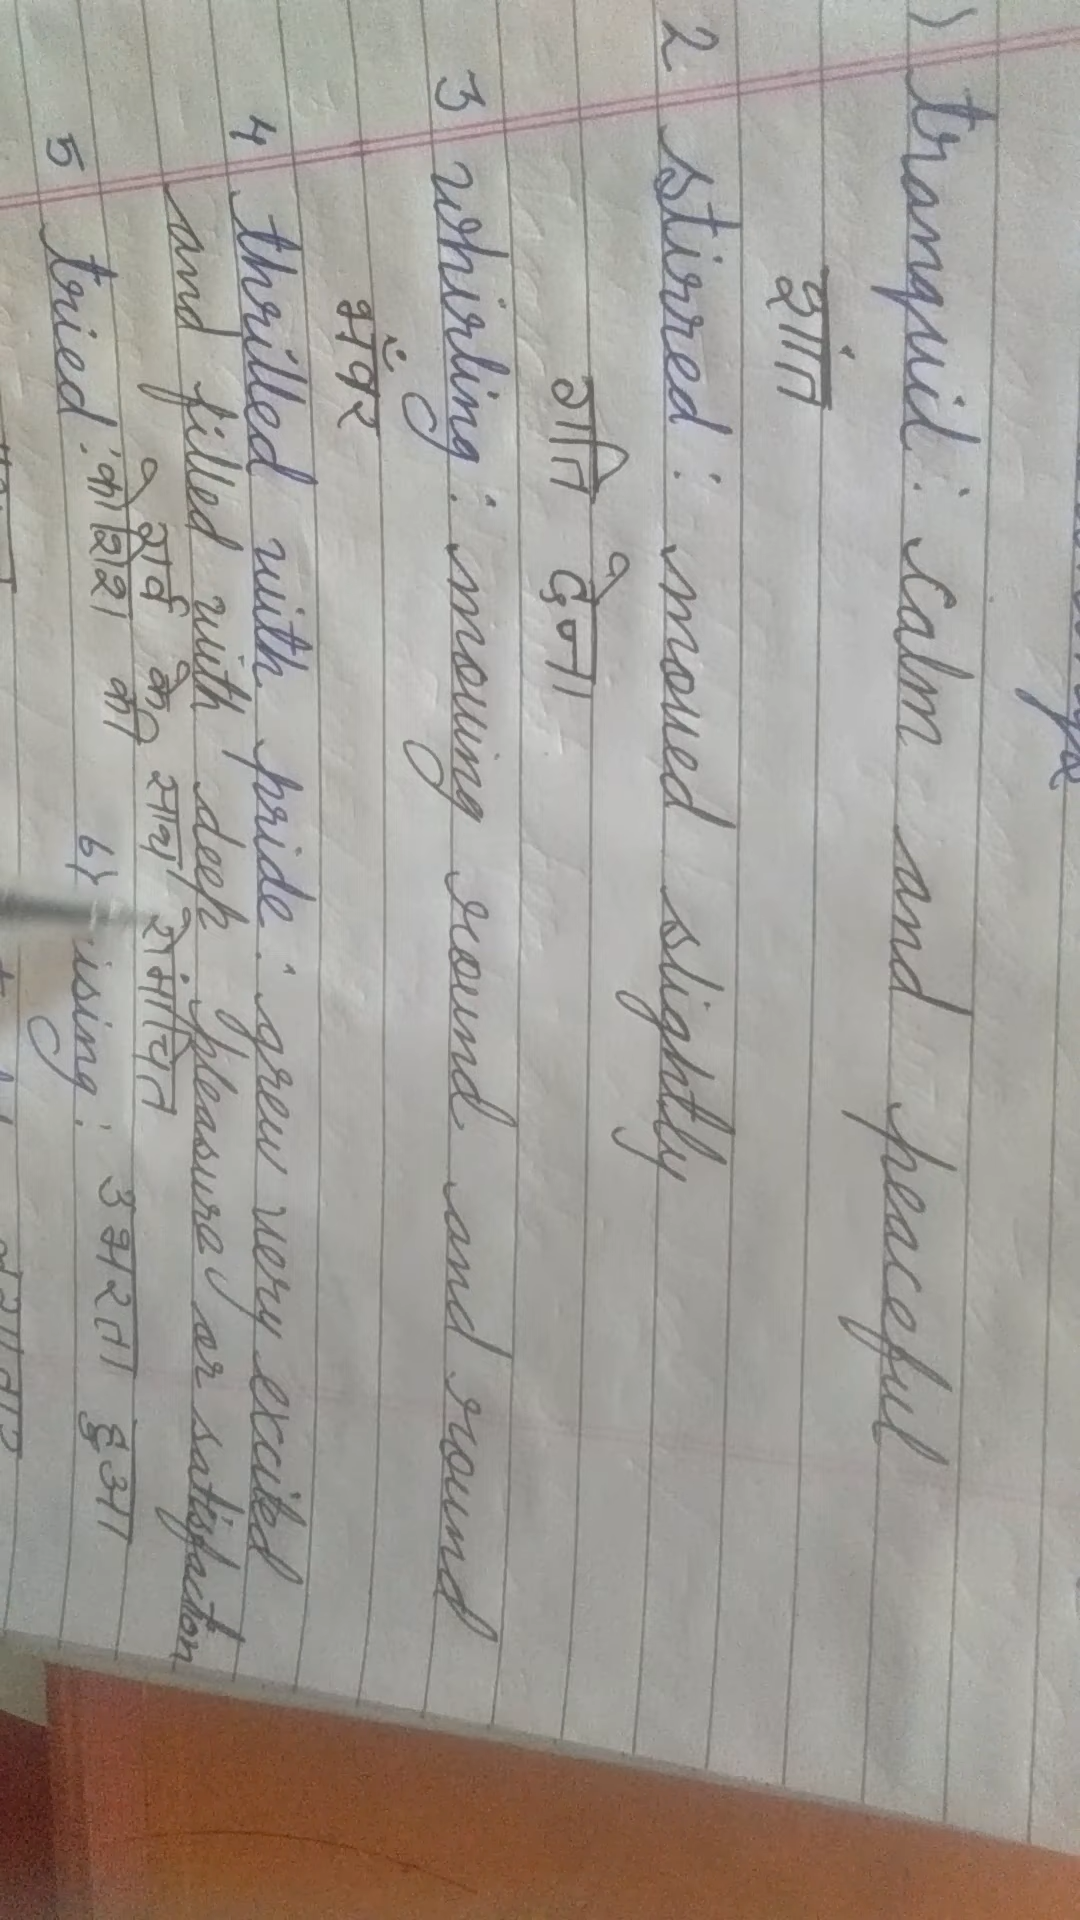 1) tranquil : calm and peaceful
शांति
2 stirred : moved slightly
गति देना
3 whirling : moving round and round
भँवर
4 thrilled with pride : grew very excited
and filled with deep pleasure or satisfaction
गर्व के साथ रोमांचित
5 tried : कोशिश की 6) ising : उभरता हुआ